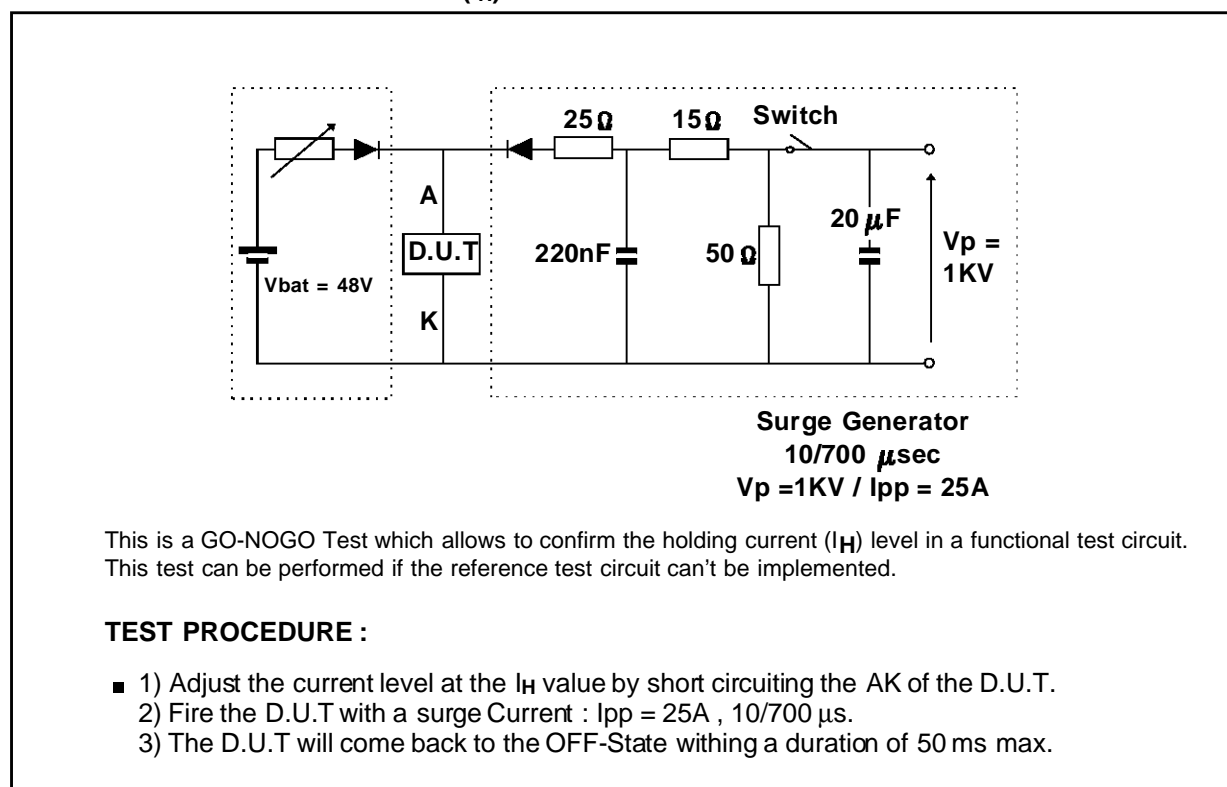 25Ω 15Ω Switch
A
D.U.T
K
Vbat = 48V
220nF
50Ω
20 μF
Vp =
1KV
Surge Generator
10/700 μsec
Vp =1KV / Ipp = 25A
This is a GO-NOGO Test which allows to confirm the holding current (IH) level in a functional test circuit.
This test can be performed if the reference test circuit can't be implemented.
TEST PROCEDURE :
■ 1) Adjust the current level at the IH value by short circuiting the AK of the D.U.T.
2) Fire the D.U.T with a surge Current : Ipp = 25A , 10/700 μs.
3) The D.U.T will come back to the OFF-State withing a duration of 50 ms max.